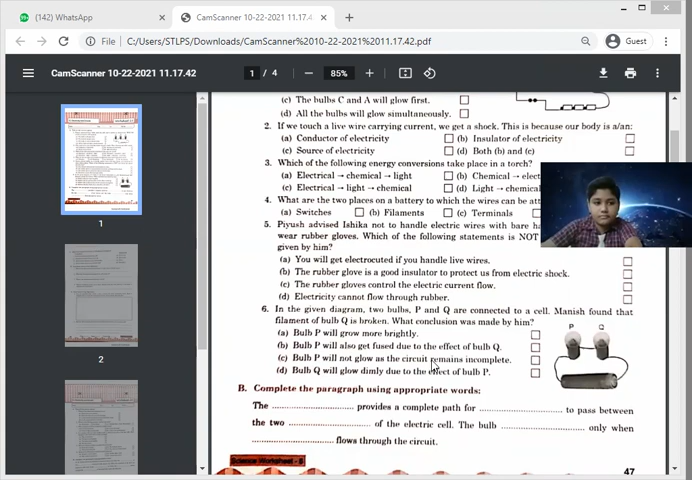 (142) WhatsApp
CamScanner 10-22-2021 11.17.4
File
C:/Users/STLPS/Downloads/CamScanner%2010-22-2021%2011.17.42.pdf
Guest
CamScanner 10-22-2021 11.17.42
1 / 4
85%
(c) The bulbs C and A will glow first.
(d) All the bulbs will glow simultaneously.
2. If we touch a live wire carrying current, we get a shock. This is because our body is a/an:
(a) Conductor of electricity
(b) Insulator of electricity
(c) Source of electricity
(d) Both (b) and (c)
3. Which of the following energy conversions take place in a torch?
(a) Electrical → chemical → light
(b) Chemical → elect
(c) Electrical → light → chemical
(d) Light → chemical
4. What are the two places on a battery to which the wires can be att
(a) Switches
(b) Filaments
(c) Terminals
5. Piyush advised Ishika not to handle electric wires with bare ha
wear rubber gloves. Which of the following statements is NOT
given by him?
(a) You will get electrocuted if you handle live wires.
(b) The rubber glove is a good insulator to protect us from electric shock.
(c) The rubber gloves control the electric current flow.
(d) Electricity cannot flow through rubber.
6. In the given diagram, two bulbs, P and Q are connected to a cell. Manish found that
filament of bulb Q is broken. What conclusion was made by him?
(a) Bulb P will grow more brightly.
(b) Bulb P will also get fused due to the effect of bulb Q.
(c) Bulb P will not glow as the circuit remains incomplete.
(d) Bulb Q will glow dimly due to the effect of bulb P.
P Q
B. Complete the paragraph using appropriate words:
The ........................... provides a complete path for ........................... to pass between
the two ........................... of the electric cell. The bulb ........................... only when
........................... flows through the circuit.
Science Worksheet - 5
47
1
2